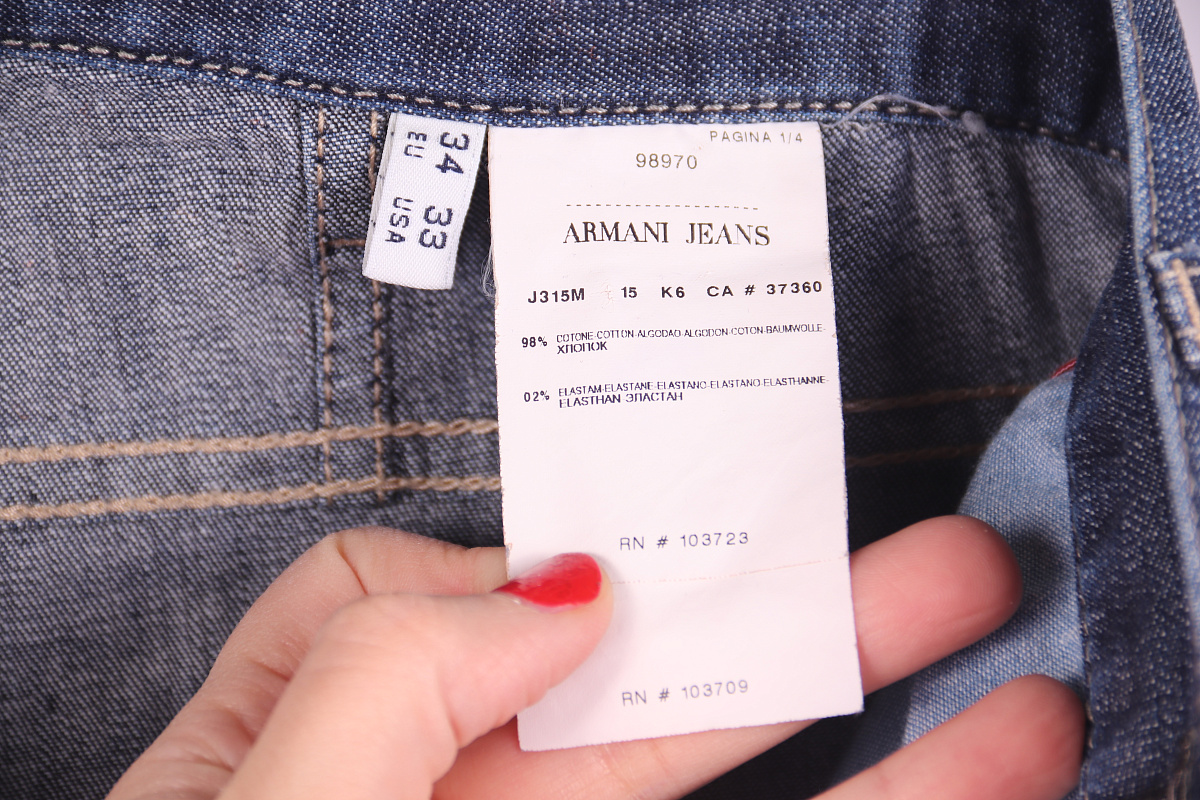 34 33
EU USA
PAGINA 1/4
98970
ARMANI JEANS
J315M 15 K6 CA # 37360
98% COTONE-COTTON-ALGODAO-ALGODON-COTON-BAUMWOLLE-
ХЛОПОК
02% ELASTAM-ELASTANE-ELASTANO-ELASTANO-ELASTHANNE-
ELASTHAN ЭЛАСТАН
RN # 103723
RN # 103709